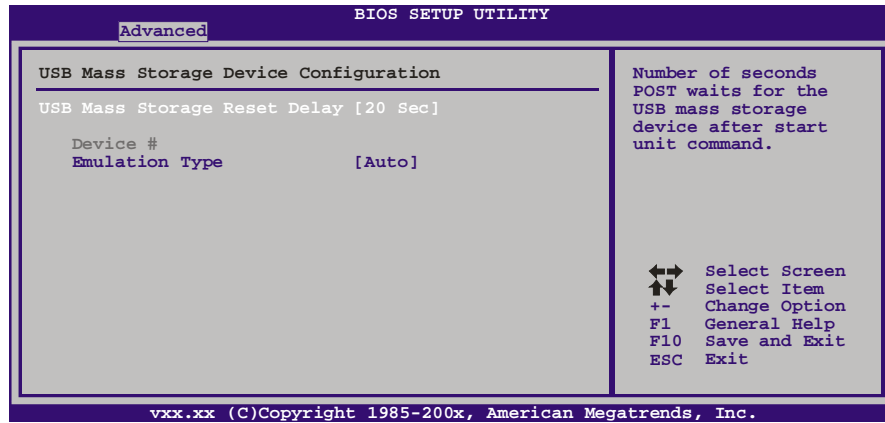 BIOS SETUP UTILITY
Advanced
USB Mass Storage Device Configuration
USB Mass Storage Reset Delay [20 Sec]
Device #
Emulation Type [Auto]
Number of seconds
POST waits for the
USB mass storage
device after start
unit command.
Select Screen
Select Item
+- Change Option
F1 General Help
F10 Save and Exit
ESC Exit
vxx.xx (C)Copyright 1985-200x, American Megatrends, Inc.